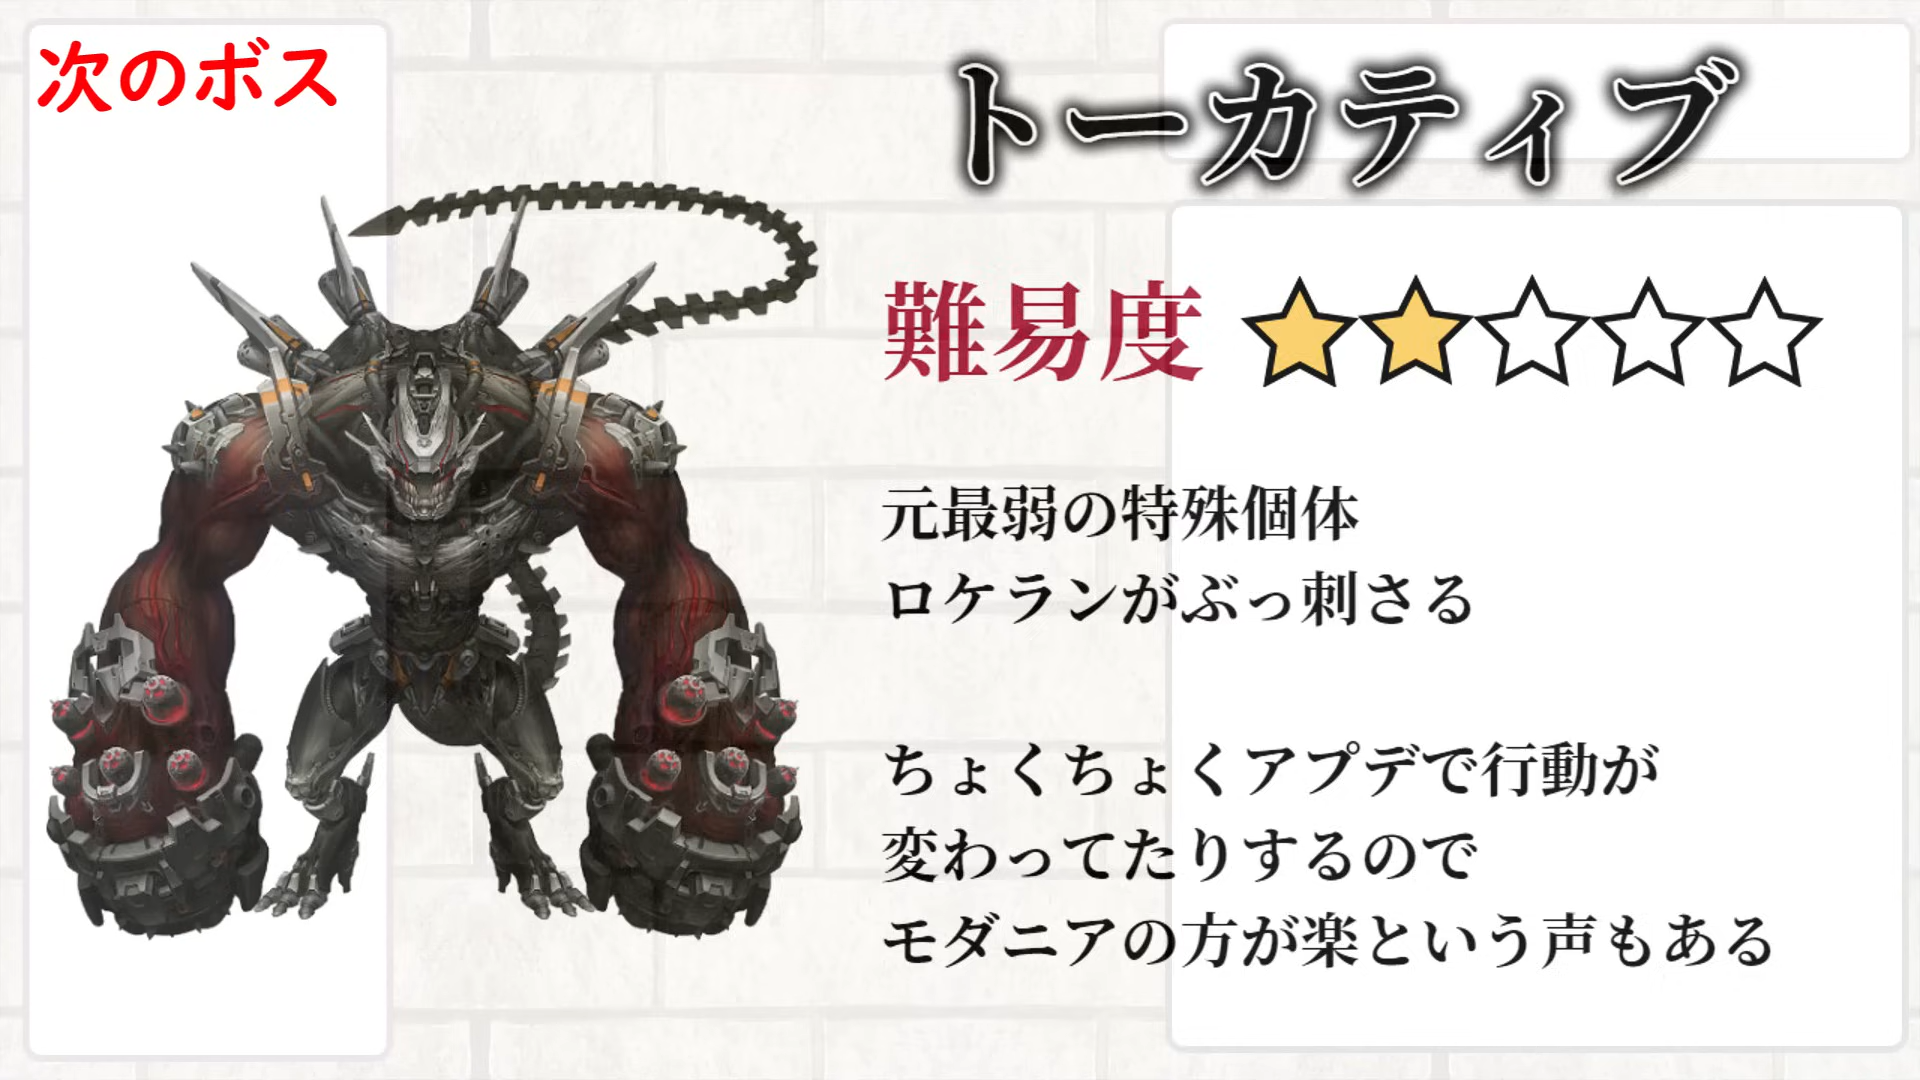 次のボス
トーカティブ
難易度 ★★☆☆☆
元最弱の特殊個体
ロケランがぶっ刺さる
ちょくちょくアプデで行動が
変わってたりするので
モダニアの方が楽という声もある